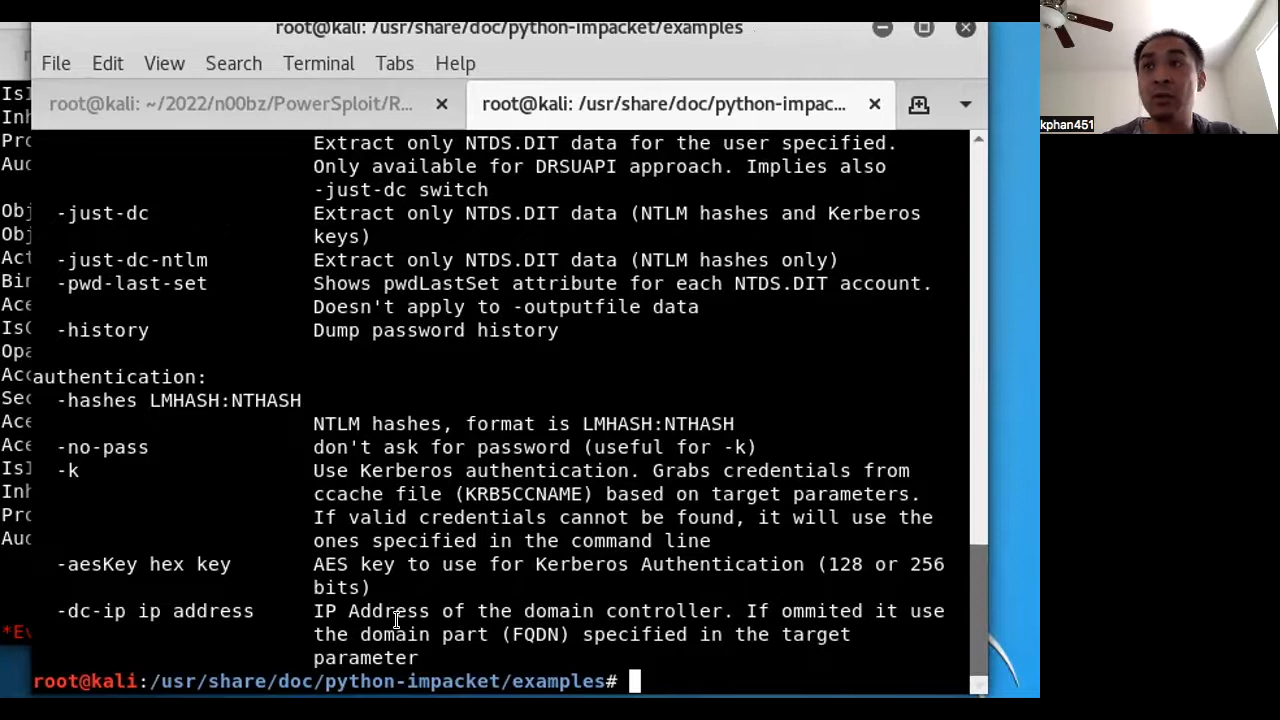 root@kali: /usr/share/doc/python-impacket/examples
File Edit View Search Terminal Tabs Help
root@kali: ~/2022/n00bz/PowerSploit/R...
root@kali: /usr/share/doc/python-impac...
kphan451
Extract only NTDS.DIT data for the user specified.
Only available for DRSUAPI approach. Implies also
-just-dc switch
-just-dc Extract only NTDS.DIT data (NTLM hashes and Kerberos
keys)
-just-dc-ntlm Extract only NTDS.DIT data (NTLM hashes only)
-pwd-last-set Shows pwdLastSet attribute for each NTDS.DIT account.
Doesn't apply to -outputfile data
-history Dump password history
authentication:
-hashes LMHASH:NTHASH
NTLM hashes, format is LMHASH:NTHASH
-no-pass don't ask for password (useful for -k)
-k Use Kerberos authentication. Grabs credentials from
ccache file (KRB5CCNAME) based on target parameters.
If valid credentials cannot be found, it will use the
ones specified in the command line
-aesKey hex key AES key to use for Kerberos Authentication (128 or 256
bits)
-dc-ip ip address IP Address of the domain controller. If ommited it use
the domain part (FQDN) specified in the target
parameter
root@kali:/usr/share/doc/python-impacket/examples#